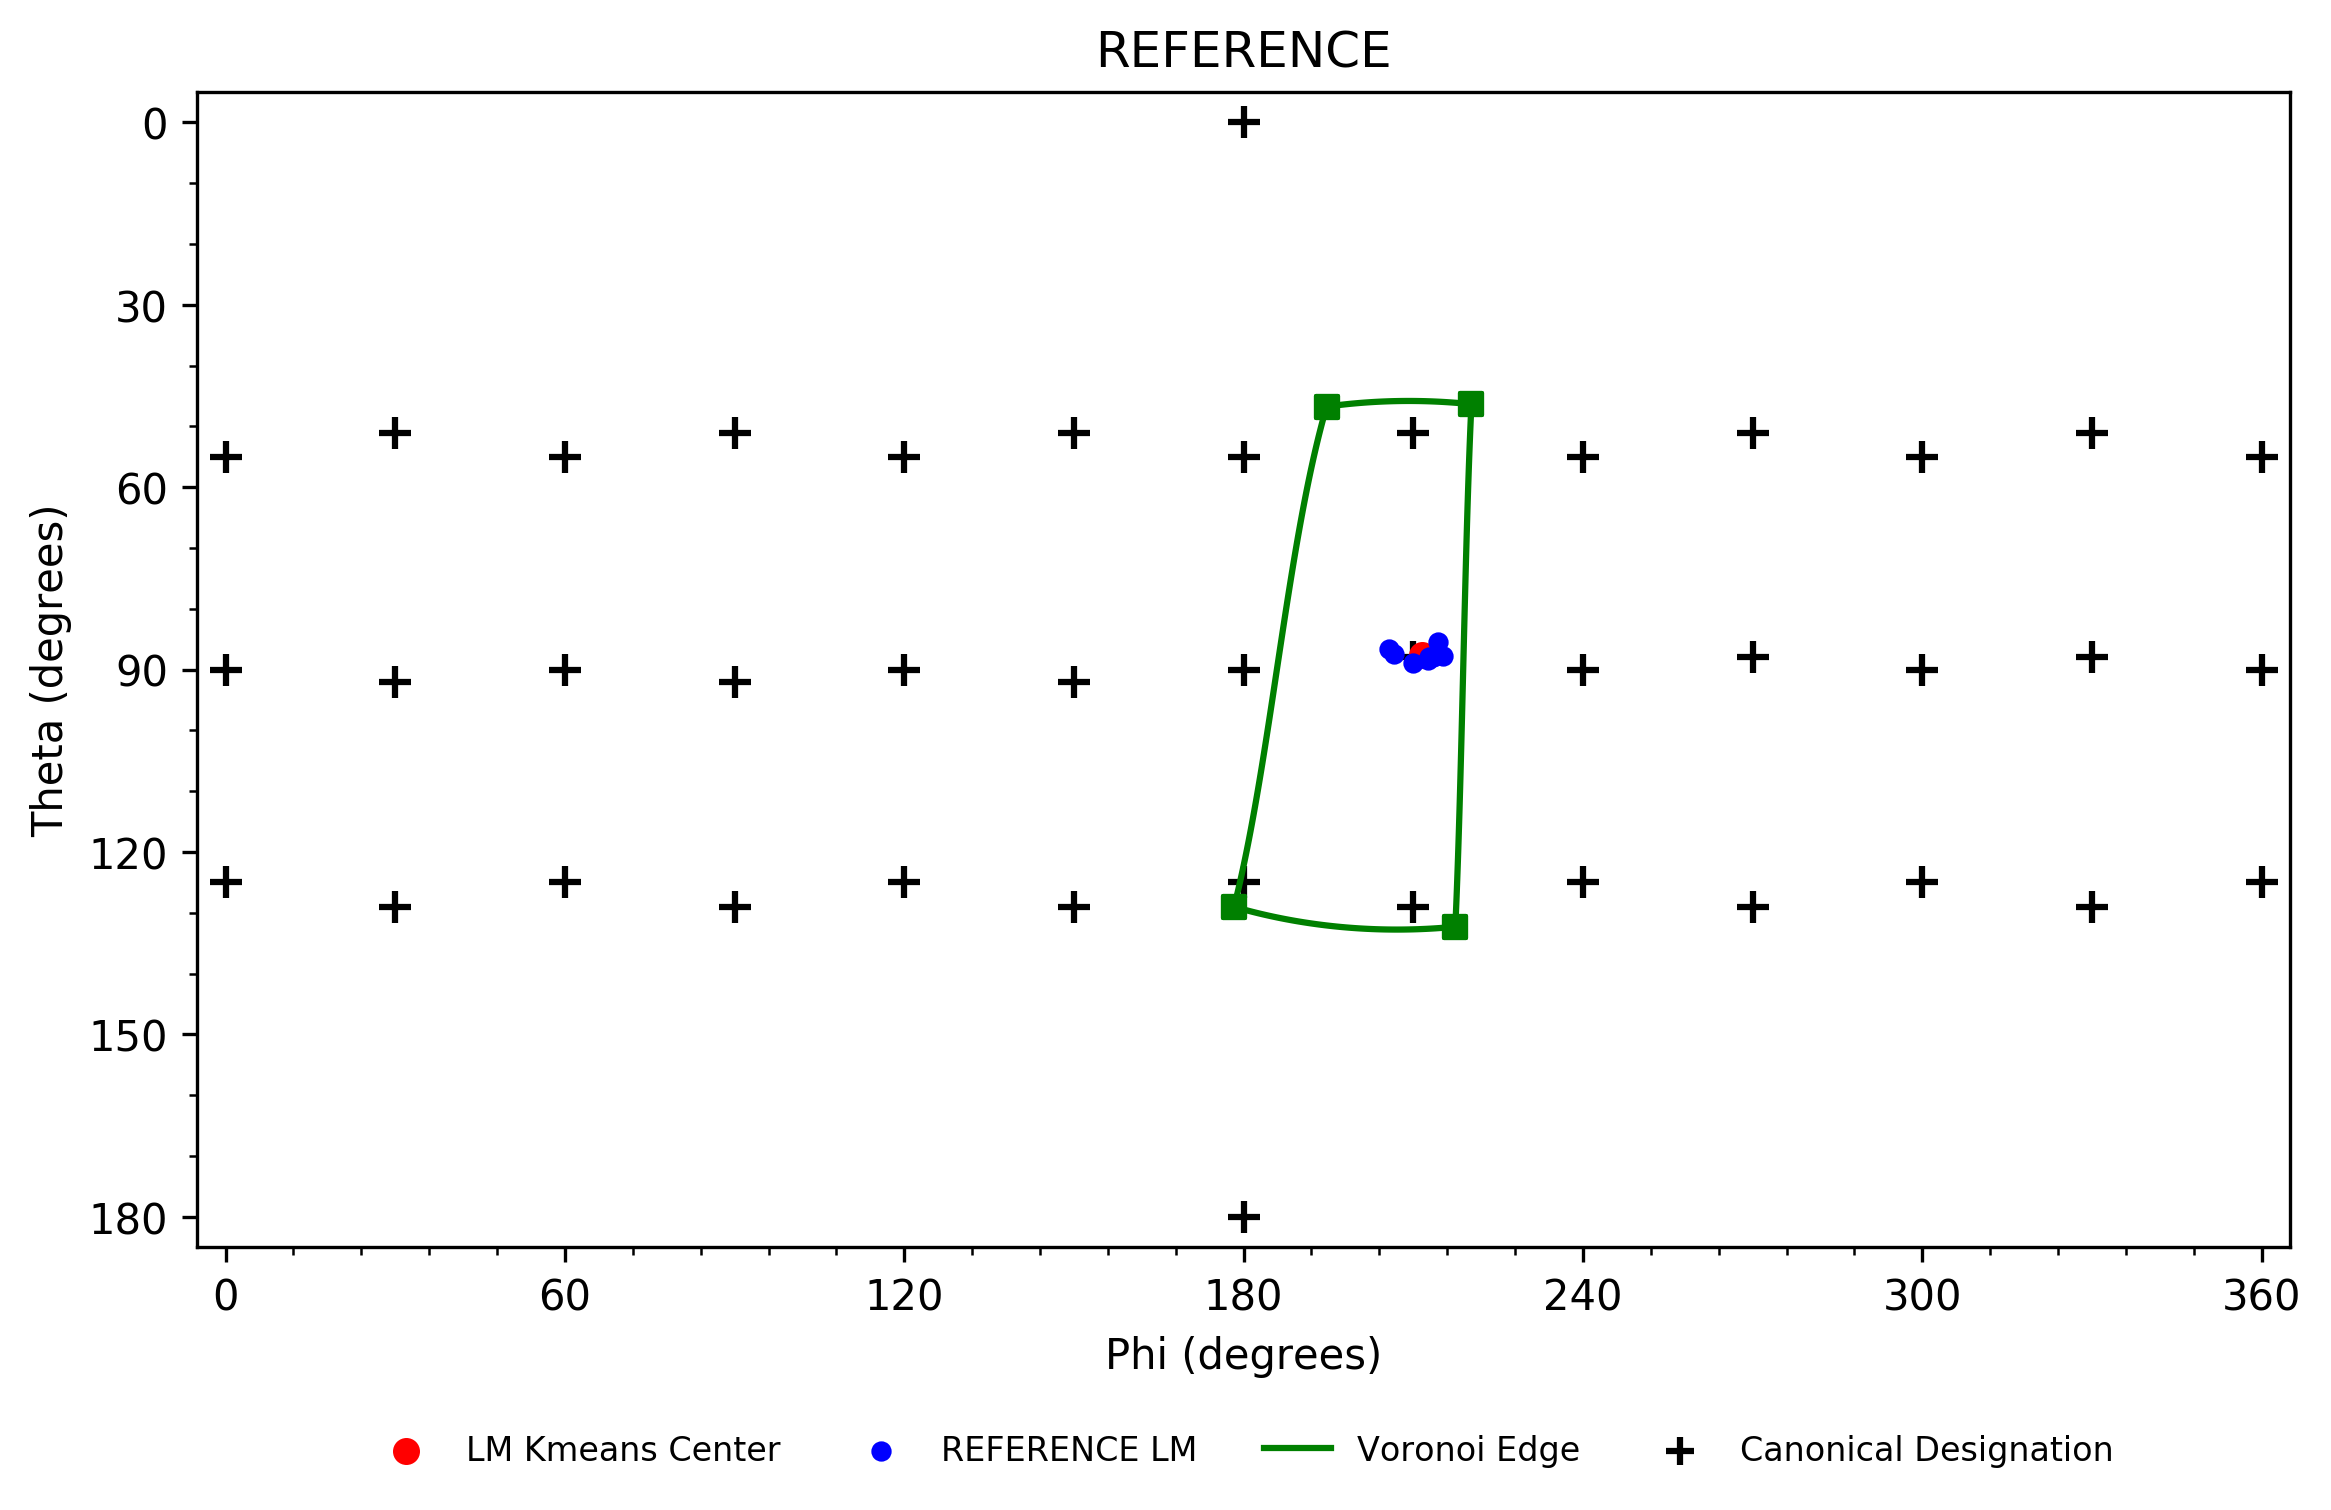 REFERENCE
0
30
60
90
120
150
180
Theta (degrees)
0 60 120 180 240 300 360
Phi (degrees)
LM Kmeans Center REFERENCE LM Voronoi Edge Canonical Designation